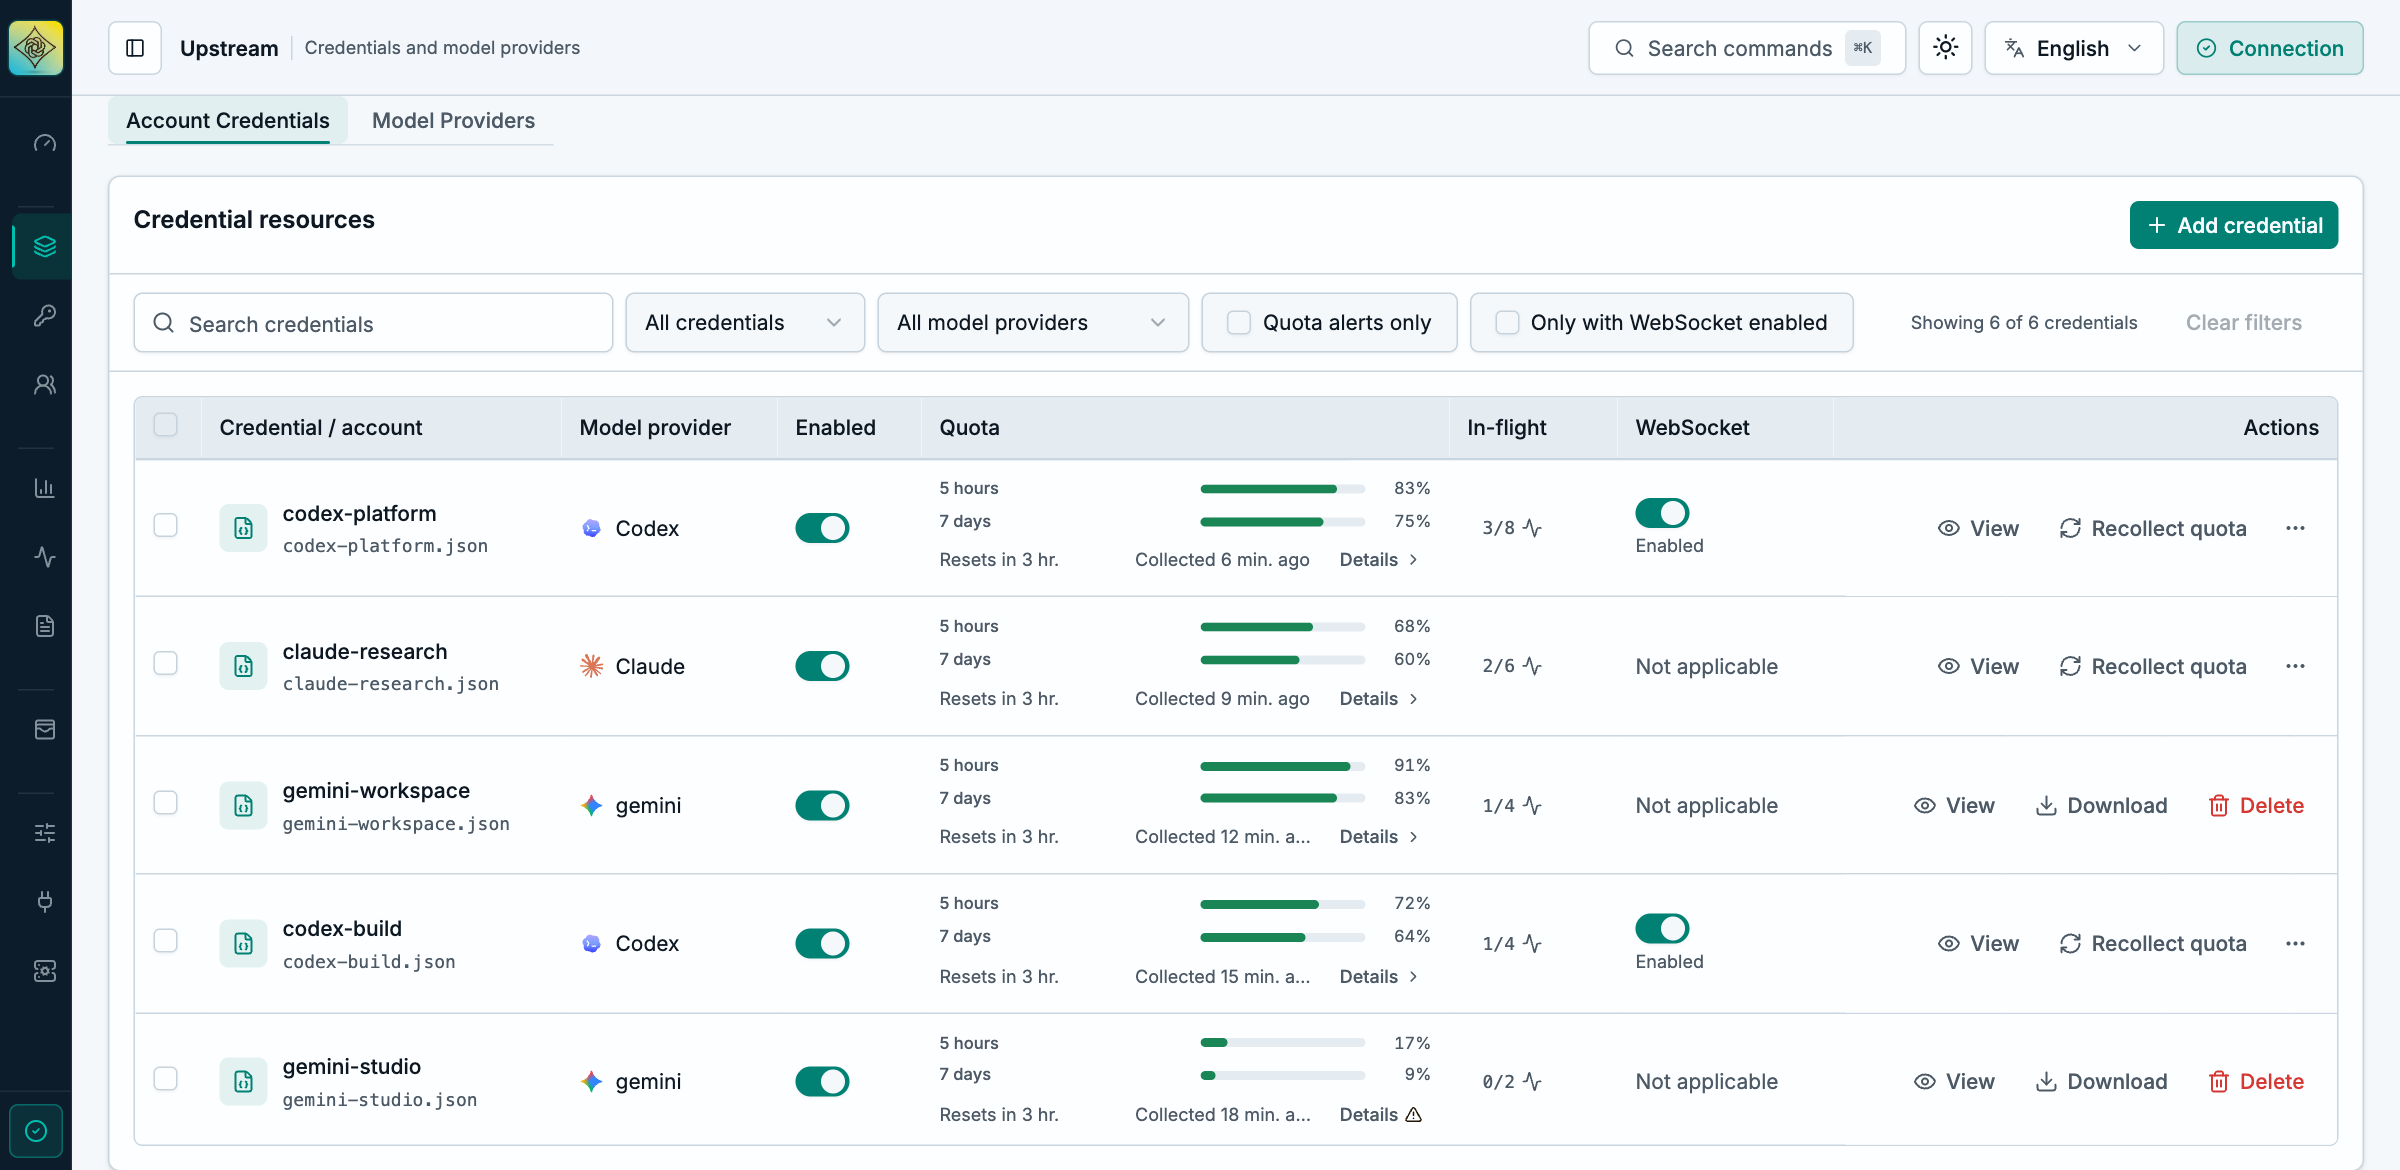 Upstream
Credentials and model providers
Search commands
⌘K
English
Connection
Account Credentials
Model Providers
Credential resources
+ Add credential
Search credentials
All credentials
All model providers
Quota alerts only
Only with WebSocket enabled
Showing 6 of 6 credentials
Clear filters
Credential / account
Model provider
Enabled
Quota
In-flight
WebSocket
Actions
codex-platform
codex-platform.json
Codex
5 hours 83%
7 days 75%
Resets in 3 hr. Collected 6 min. ago Details
3/8
Enabled
View
Recollect quota
...
claude-research
claude-research.json
Claude
5 hours 68%
7 days 60%
Resets in 3 hr. Collected 9 min. ago Details
2/6
Not applicable
View
Recollect quota
...
gemini-workspace
gemini-workspace.json
gemini
5 hours 91%
7 days 83%
Resets in 3 hr. Collected 12 min. a... Details
1/4
Not applicable
View
Download
Delete
codex-build
codex-build.json
Codex
5 hours 72%
7 days 64%
Resets in 3 hr. Collected 15 min. a... Details
1/4
Enabled
View
Recollect quota
...
gemini-studio
gemini-studio.json
gemini
5 hours 17%
7 days 9%
Resets in 3 hr. Collected 18 min. a... Details
0/2
Not applicable
View
Download
Delete